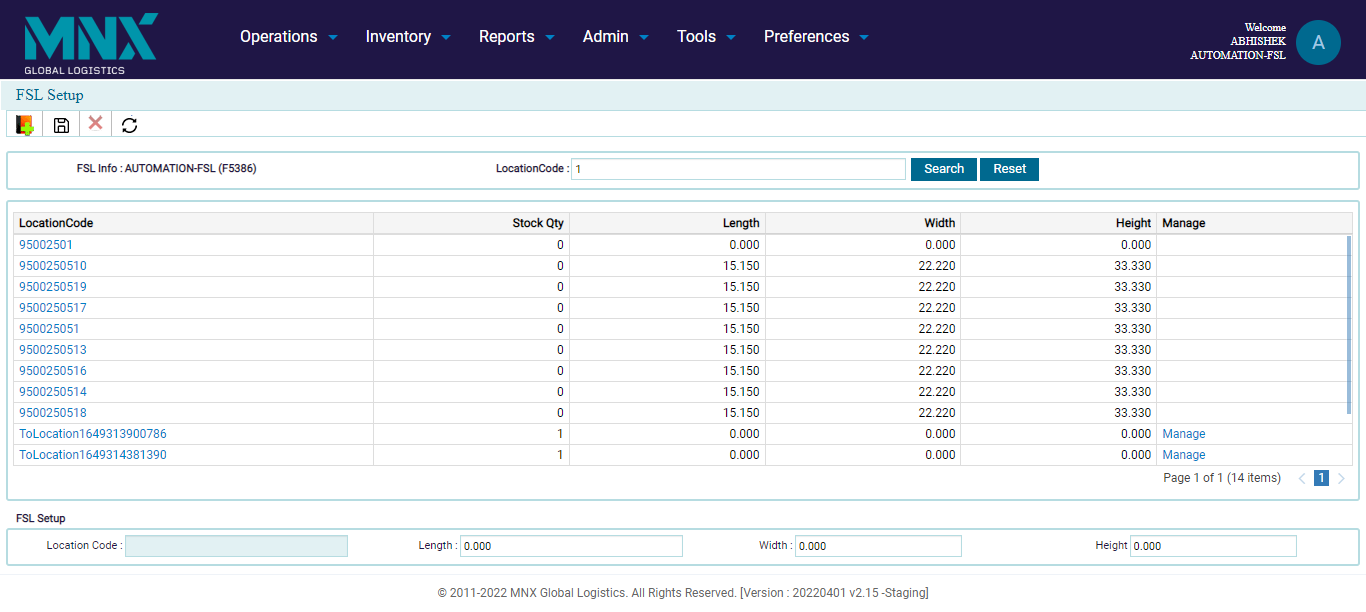 MNX
GLOBAL LOGISTICS
Operations Inventory Reports Admin Tools Preferences
Welcome
ABHISHEK
AUTOMATION-FSL
A
FSL Setup
FSL Info : AUTOMATION-FSL (F5386) LocationCode : 1 Search Reset
LocationCode Stock Qty Length Width Height Manage
95002501 0 0.000 0.000 0.000
9500250510 0 15.150 22.220 33.330
9500250519 0 15.150 22.220 33.330
9500250517 0 15.150 22.220 33.330
950025051 0 15.150 22.220 33.330
9500250513 0 15.150 22.220 33.330
9500250516 0 15.150 22.220 33.330
9500250514 0 15.150 22.220 33.330
9500250518 0 15.150 22.220 33.330
ToLocation1649313900786 1 0.000 0.000 0.000 Manage
ToLocation1649314381390 1 0.000 0.000 0.000 Manage
Page 1 of 1 (14 items) 1
FSL Setup
Location Code : Length : 0.000 Width : 0.000 Height 0.000
© 2011-2022 MNX Global Logistics. All Rights Reserved. [Version : 20220401 v2.15 -Staging]